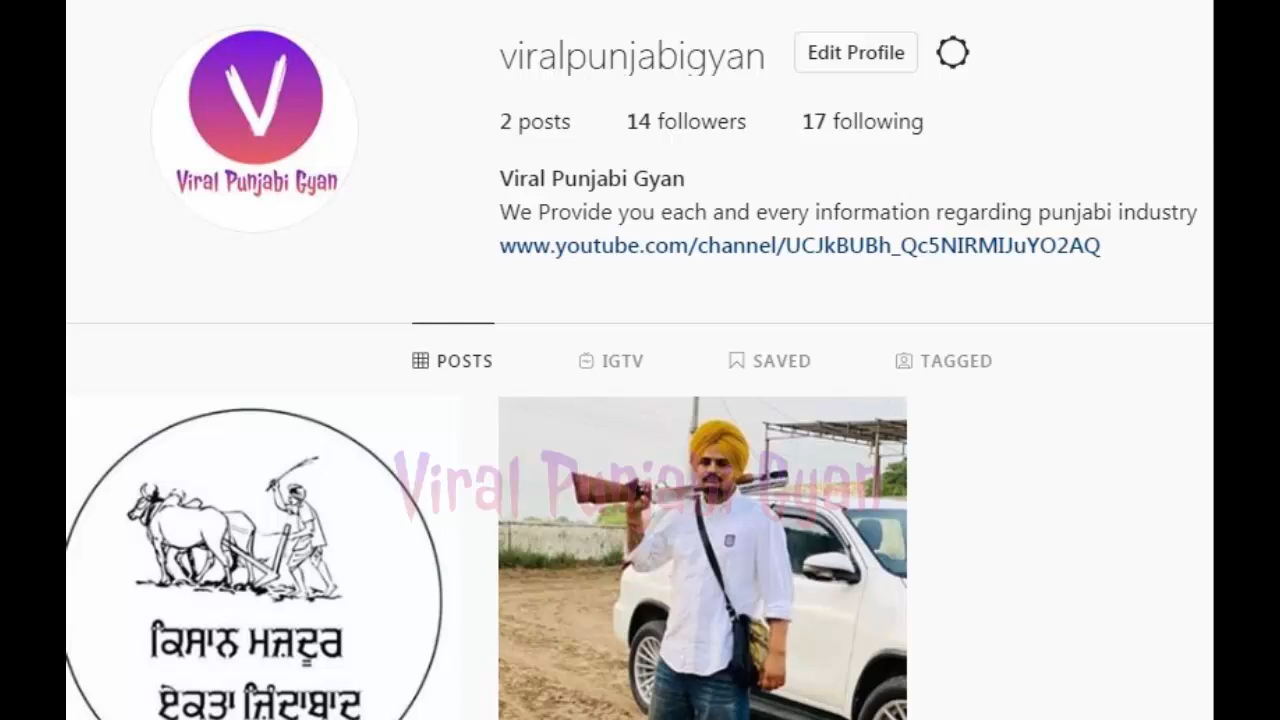 V
Viral Punjabi Gyan
viralpunjabigyan
Edit Profile
2 posts 14 followers 17 following
Viral Punjabi Gyan
We Provide you each and every information regarding punjabi industry
www.youtube.com/channel/UCJkBUBh_Qc5NIRMIJuYO2AQ
POSTS IGTV SAVED TAGGED
Viral Punjabi Gyan
ਕਿਸਾਨ ਮਜ਼ਦੂਰ
ਏਕਤਾ ਜ਼ਿੰਦਾਬਾਦ